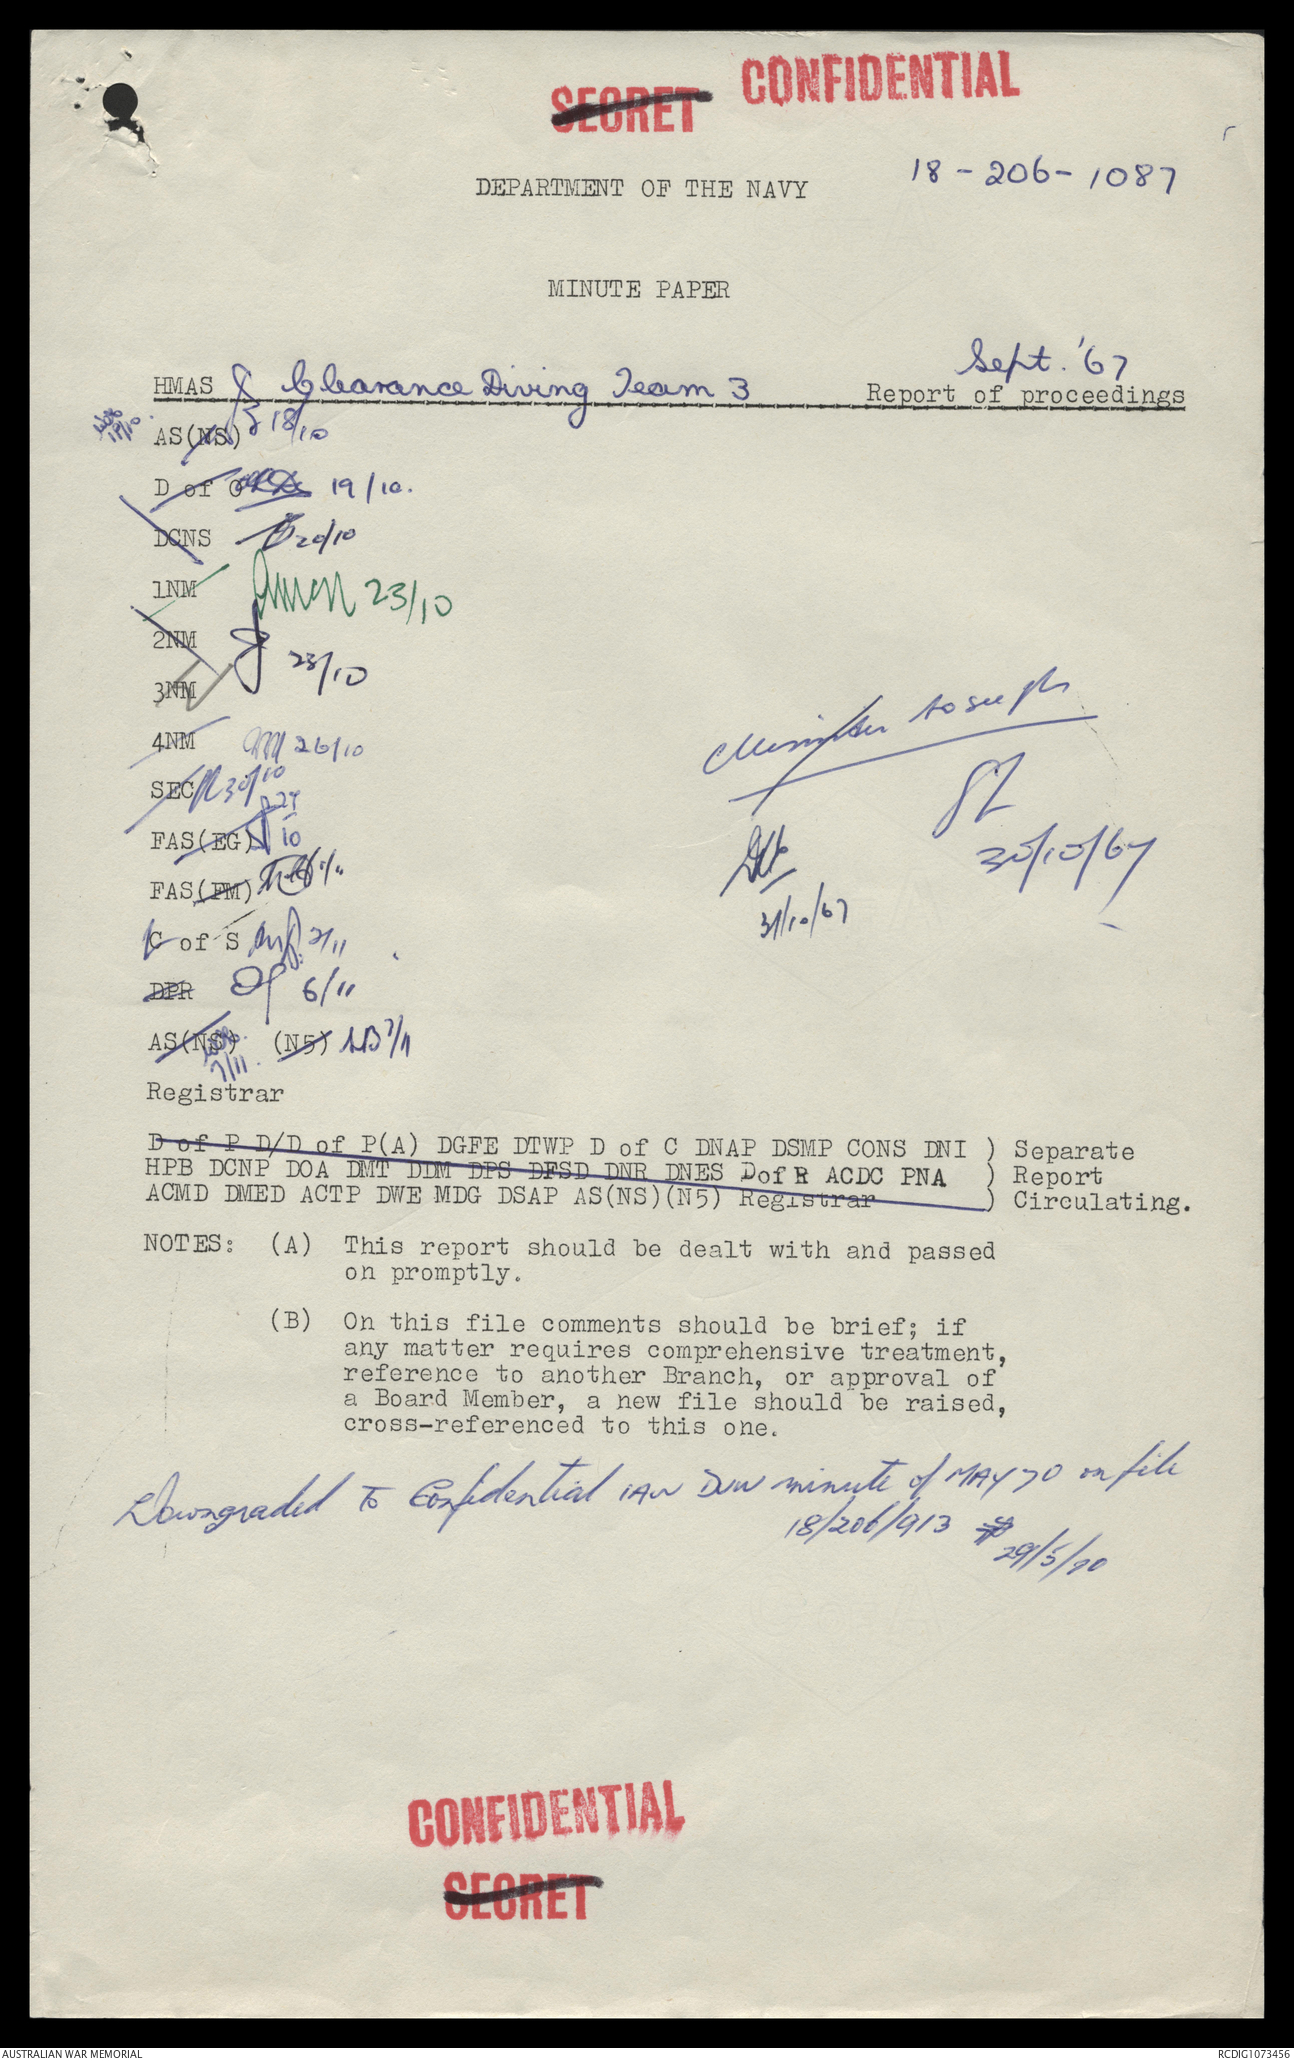 SECRET CONFIDENTIAL
18-206-1087
DEPARTMENT OF THE NAVY
MINUTE PAPER
Sept. '67
HMAS Clearance Diving Team 3 Report of proceedings
AS(NS) 18/10
D of O 19/10.
DCNS 20/10
1NM 23/10
2NM 23/10
3NM
4NM 26/10
SEC 30/10
FAS(EG) 27/10
FAS(FM)
C of S 2/11
DPR 6/11
AS(NS) (N5) 7/11
7/11
Registrar
Minister to see
30/10/67
31/10/67
D of P D/D of P(A) DGFE DTWP D of C DNAP DSMP CONS DNI ) Separate
HPB DCNP DOA DMT DDM DPS DFSD DNR DNES D of R ACDC PNA ) Report
ACMD DMED ACTP DWE MDG DSAP AS(NS)(N5) Registrar ) Circulating.
NOTES: (A) This report should be dealt with and passed
on promptly.
(B) On this file comments should be brief; if
any matter requires comprehensive treatment,
reference to another Branch, or approval of
a Board Member, a new file should be raised,
cross-referenced to this one.
Downgraded to Confidential IAW minute of MAY 70 on file
18/206/913
29/5/70
CONFIDENTIAL
SECRET
AUSTRALIAN WAR MEMORIAL RCDIG1073456